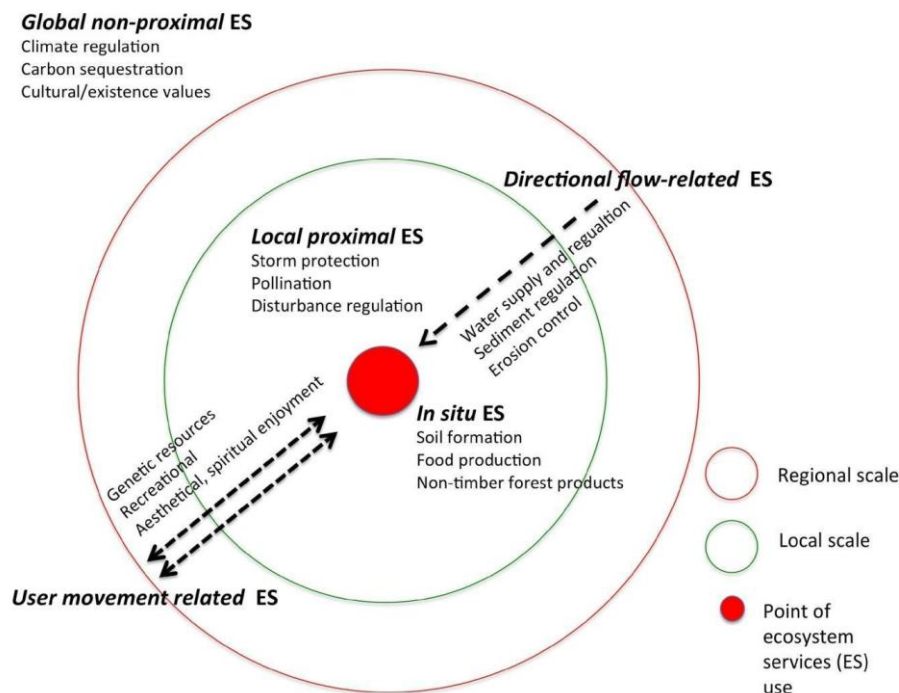 Global non-proximal ES
Climate regulation
Carbon sequestration
Cultural/existence values
Directional flow-related ES
Water supply and regualtion
Sediment regulation
Erosion control
Local proximal ES
Storm protection
Pollination
Disturbance regulation
In situ ES
Soil formation
Food production
Non-timber forest products
Genetic resources
Recreational
Aesthetical, spiritual enjoyment
User movement related ES
Regional scale
Local scale
Point of
ecosystem
services (ES)
use